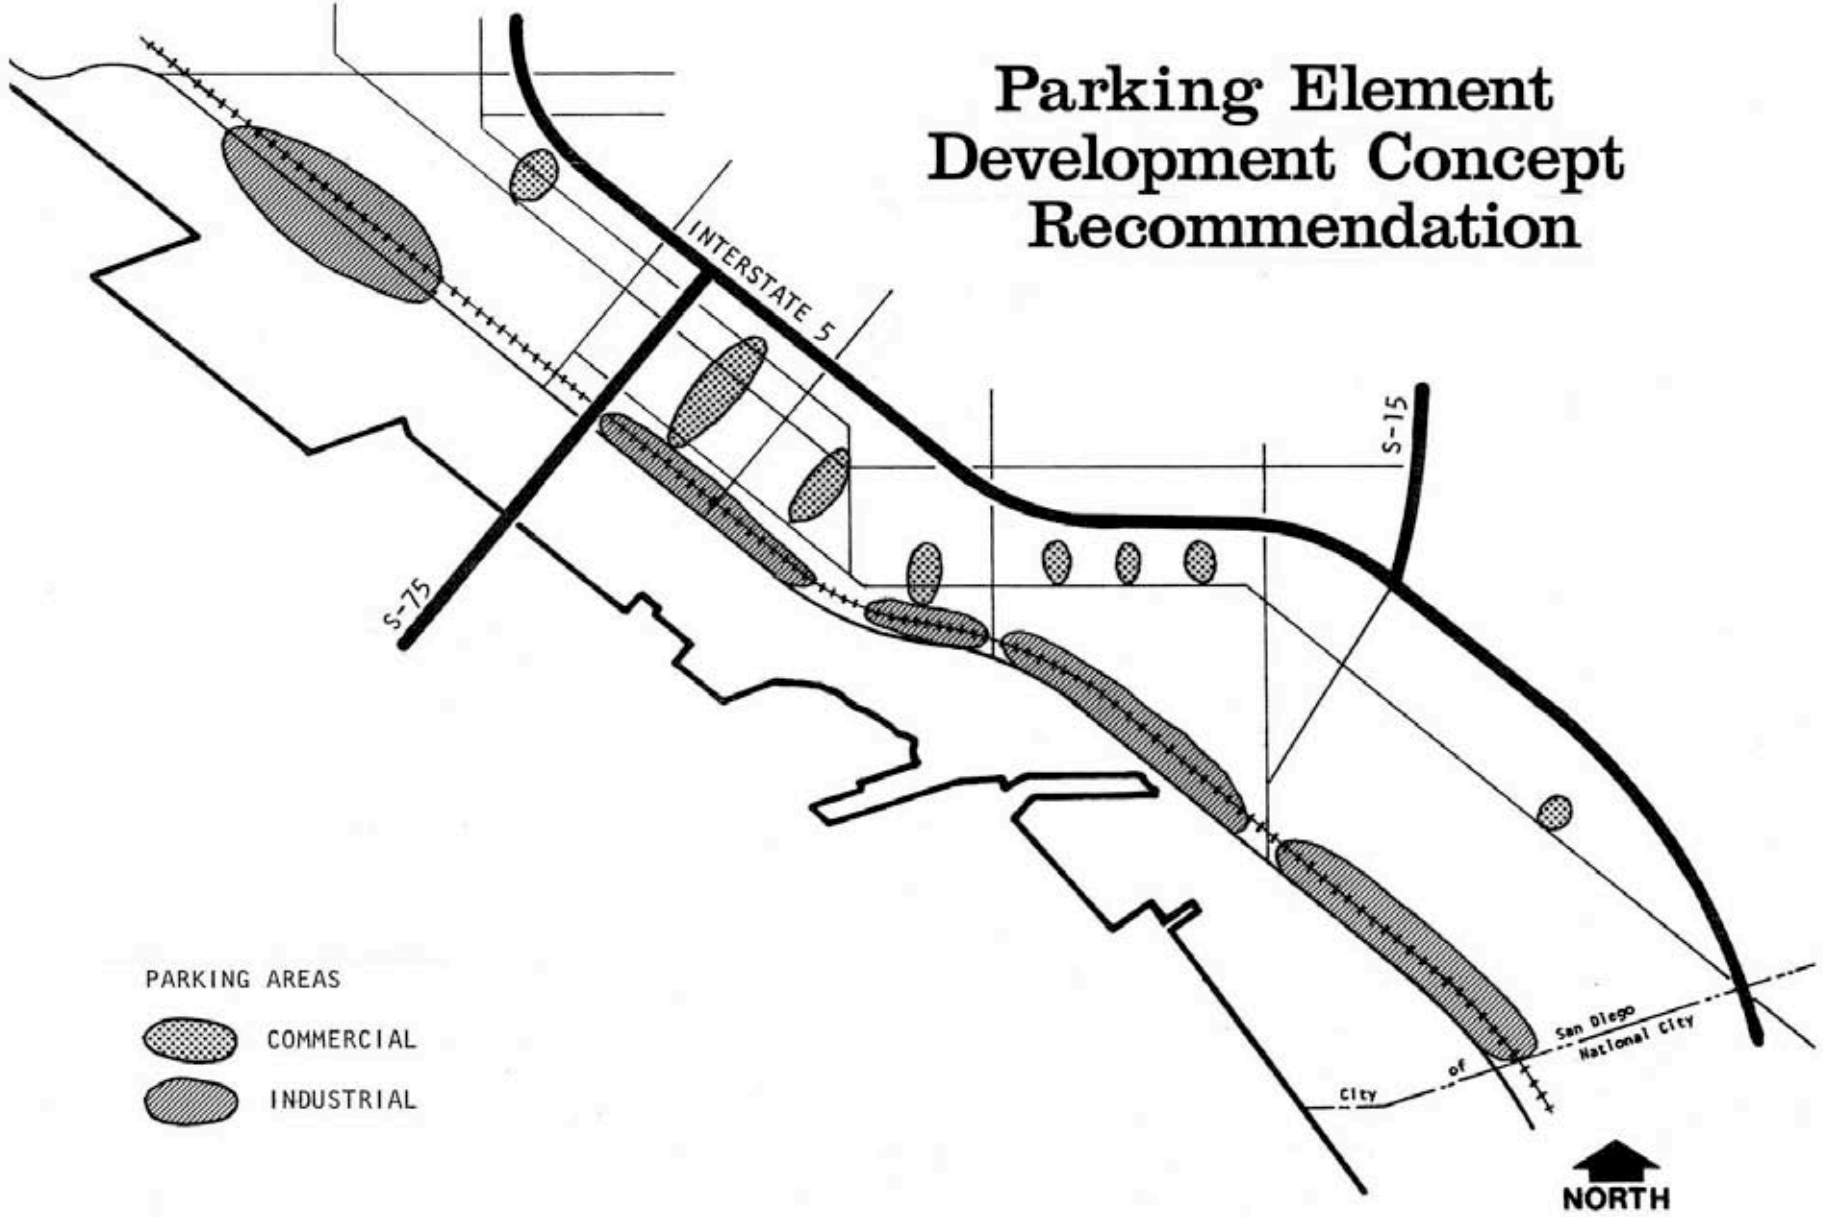 Parking Element
Development Concept
Recommendation
INTERSTATE 5
S-15
S-75
PARKING AREAS
COMMERCIAL
INDUSTRIAL
San Diego
City of
National City
NORTH